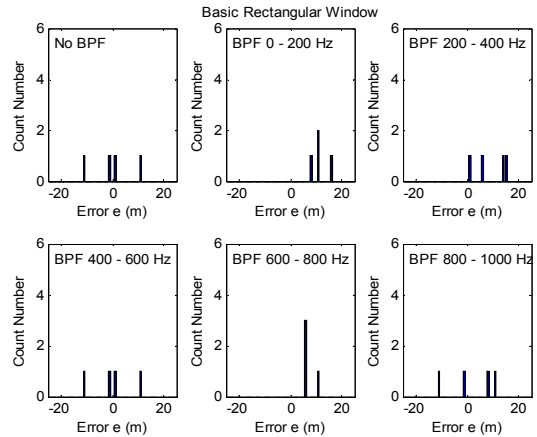 Basic Rectangular Window
No BPF
6
4
2
0
Count Number
-20
0
20
Error e (m)
BPF 0 - 200 Hz
6
4
2
0
Count Number
-20
0
20
Error e (m)
BPF 200 - 400 Hz
6
4
2
0
Count Number
-20
0
20
Error e (m)
BPF 400 - 600 Hz
6
4
2
0
Count Number
-20
0
20
Error e (m)
BPF 600 - 800 Hz
6
4
2
0
Count Number
-20
0
20
Error e (m)
BPF 800 - 1000 Hz
6
4
2
0
Count Number
-20
0
20
Error e (m)